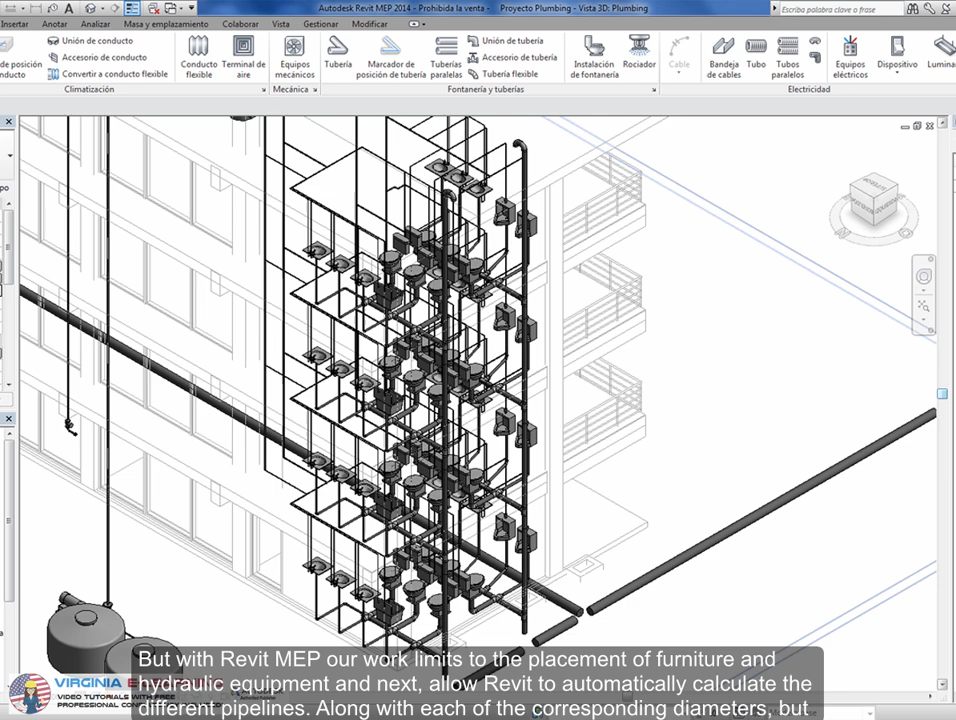 Autodesk Revit MEP 2014 - Prohibida la venta - Proyecto Plumbing - Vista 3D: Plumbing
Escriba palabra clave o frase
Insertar Anotar Analizar Masa y emplazamiento Colaborar Vista Gestionar Modificar
Unión de conducto
Accesorio de conducto
Convertir a conducto flexible
de posición
nducto
Conducto
flexible
Terminal de
aire
Equipos
mecánicos
Tubería
Marcador de
posición de tubería
Tuberías
paralelas
Unión de tubería
Accesorio de tubería
Tubería flexible
Instalación
de fontanería
Rociador
Cable
Bandeja
de cables
Tubo
Tubos
paralelos
Equipos
eléctricos
Dispositivo
Lumina
Climatización
Mecánica
Fontanería y tuberías
Electricidad
But with Revit MEP our work limits to the placement of furniture and
hydraulic equipment and next, allow Revit to automatically calculate the
different pipelines. Along with each of the corresponding diameters, but
VIDEO TUTORIALS WITH FREE